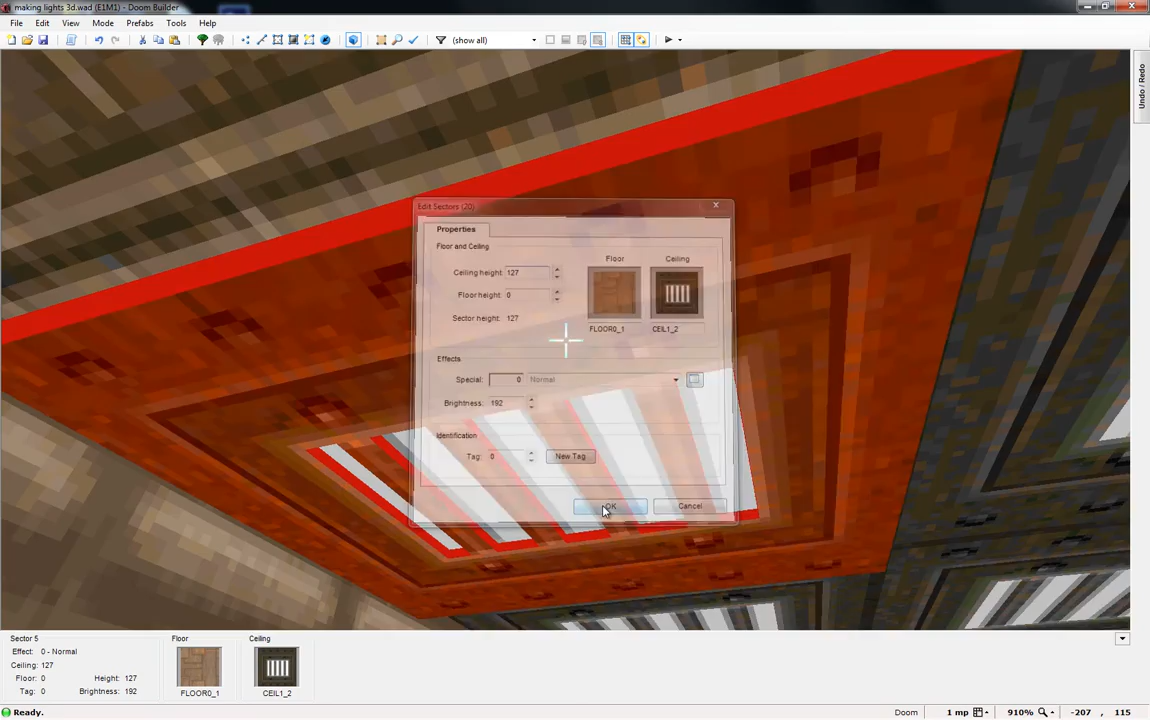 making lights 3d.wad (E1M1) - Doom Builder
File Edit View Mode Prefabs Tools Help
(show all)
Undo / Redo
Edit Sectors (20)
Properties
Floor and Ceiling
Floor Ceiling
Ceiling height: 127
Floor height: 0
Sector height: 127
FLOOR0_1 CEIL1_2
Effects
Special: 0 Normal
Brightness: 192
Identification
Tag: 0 New Tag
OK Cancel
Sector 5 Floor Ceiling
Effect: 0 - Normal
Ceiling: 127
Floor: 0 Height: 127
Tag: 0 Brightness: 192
FLOOR0_1 CEIL1_2
Ready. Doom 1 mp 910% -207 , 115